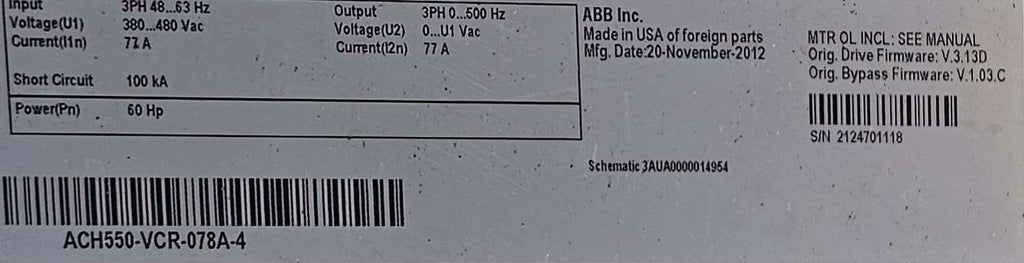 Input 3PH 48...63 Hz
Voltage(U1) 380...480 Vac
Current(I1n) 77 A
Short Circuit 100 kA
Power(Pn) 60 Hp
Output 3PH 0...500 Hz
Voltage(U2) 0...U1 Vac
Current(I2n) 77 A
ABB Inc.
Made in USA of foreign parts
Mfg. Date:20-November-2012
MTR OL INCL: SEE MANUAL
Orig. Drive Firmware: V.3.13D
Orig. Bypass Firmware: V.1.03.C
S/N 2124701118
Schematic 3AUA0000014954
ACH550-VCR-078A-4